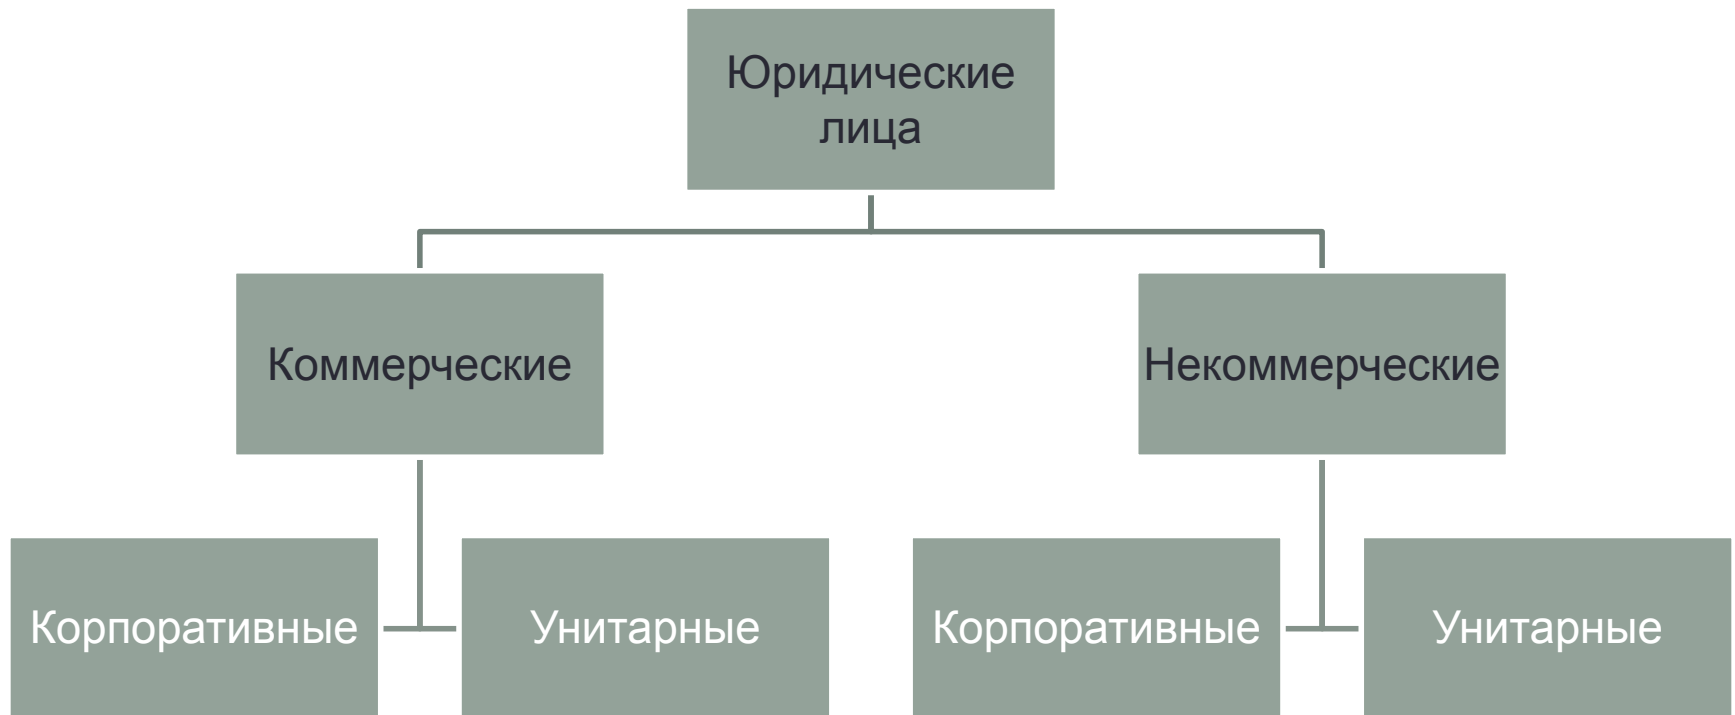 Юридические
лица
Коммерческие
Некоммерческие
Корпоративные
Унитарные
Корпоративные
Унитарные